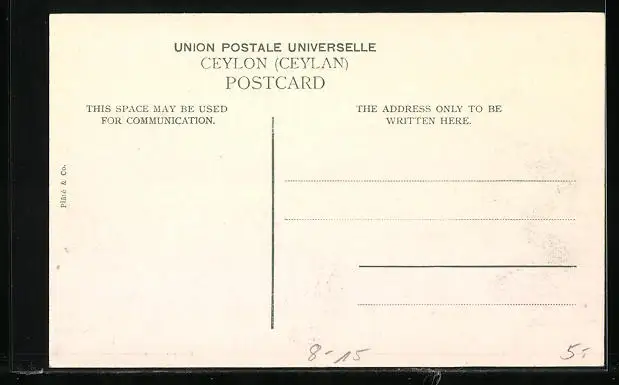 UNION POSTALE UNIVERSELLE
CEYLON (CEYLAN)
POSTCARD
THIS SPACE MAY BE USED
FOR COMMUNICATION.
THE ADDRESS ONLY TO BE
WRITTEN HERE.
Plâté & Co.
8-15
5-